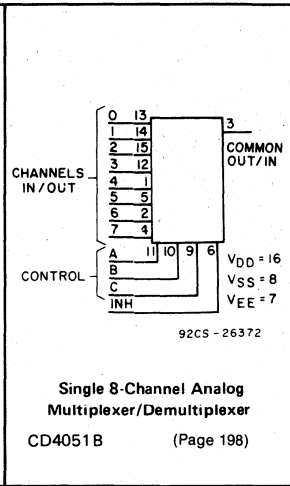 0 13
1 14
2 15
3 12
4 1
5 5
6 2
7 4
CHANNELS
IN/OUT
3
COMMON
OUT/IN
A
B
C
INH
CONTROL
11 10 9 6
VDD = 16
VSS = 8
VEE = 7
92CS-26372
Single 8-Channel Analog
Multiplexer/Demultiplexer
CD4051B (Page 198)